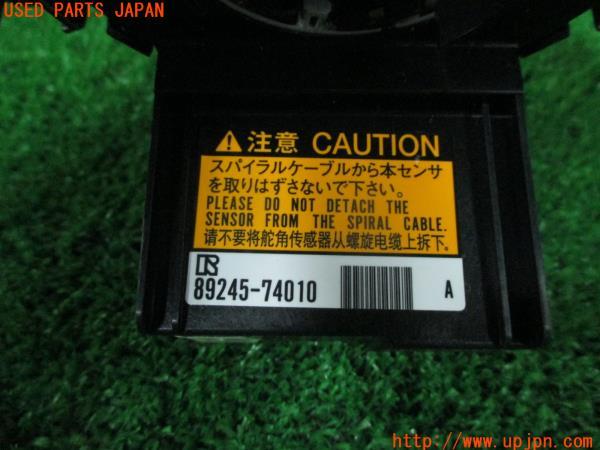 USED PARTS JAPAN
注意 CAUTION
スパイラルケーブルから本センサ
を取りはずさないで下さい。
PLEASE DO NOT DETACH THE
SENSOR FROM THE SPIRAL CABLE.
请不要将舵角传感器从螺旋电缆上拆下。
89245-74010 A
http://www.upjpn.com/